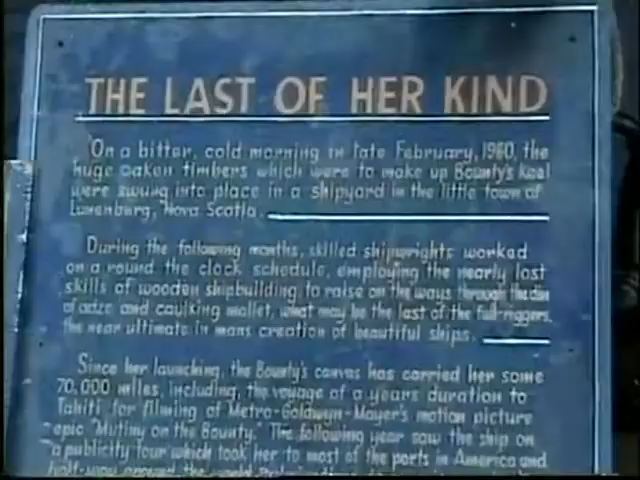 THE LAST OF HER KIND
On a bitter, cold morning in late February, 1960, the
huge oaken timbers which were to make up Bounty's keel
were swung into place in a shipyard in the little town of
Lunenburg, Nova Scotia.
During the following months, skilled shipwrights worked
on a round the clock schedule, employing the nearly lost
skills of wooden shipbuilding to raise on the ways through the din
of adze and caulking mallet, what may be the last of the full-riggers,
the near ultimate in mans creation of beautiful ships.
Since her launching, the Bounty's canvas has carried her some
70,000 miles, including, the voyage of a years duration to
Tahiti for filming of Metro-Goldwyn-Mayer's motion picture
epic "Mutiny on the Bounty." The following year saw the ship on
a publicity tour which took her to most of the ports in America and
half-way around the world